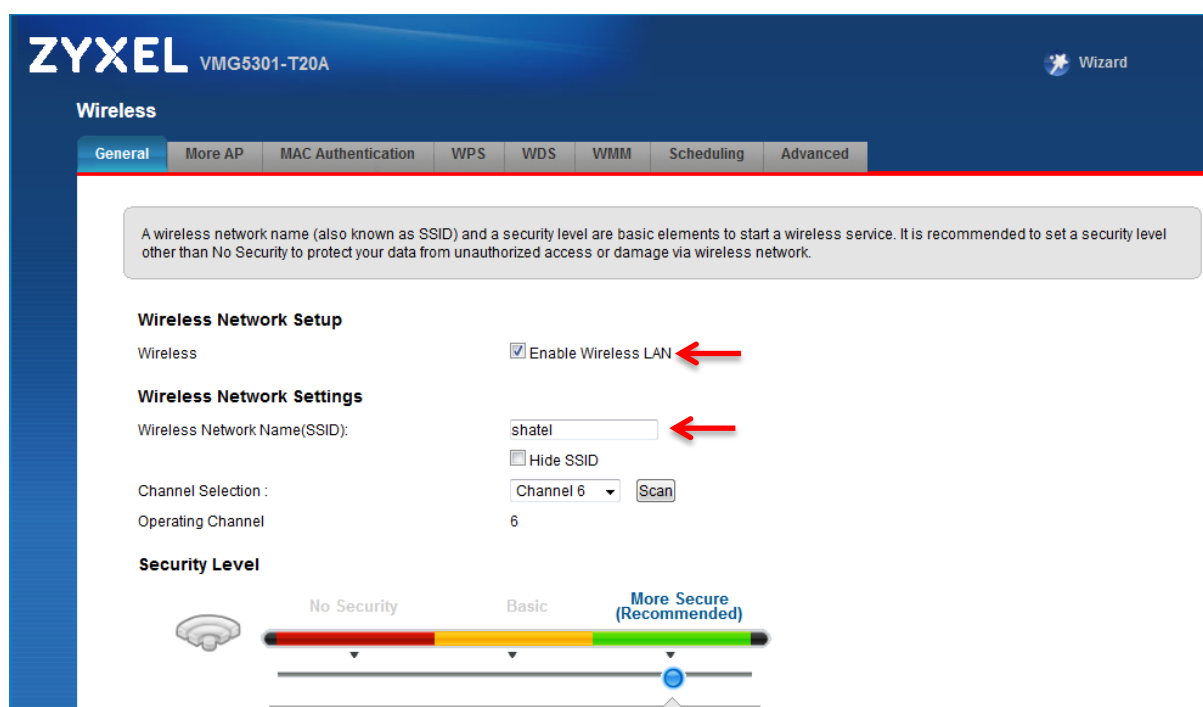 ZYXEL VMG5301-T20A
Wizard
Wireless
General More AP MAC Authentication WPS WDS WMM Scheduling Advanced
A wireless network name (also known as SSID) and a security level are basic elements to start a wireless service. It is recommended to set a security level
other than No Security to protect your data from unauthorized access or damage via wireless network.
Wireless Network Setup
Wireless Enable Wireless LAN
Wireless Network Settings
Wireless Network Name(SSID): shatel
Hide SSID
Channel Selection : Channel 6 Scan
Operating Channel 6
Security Level
No Security Basic More Secure
(Recommended)